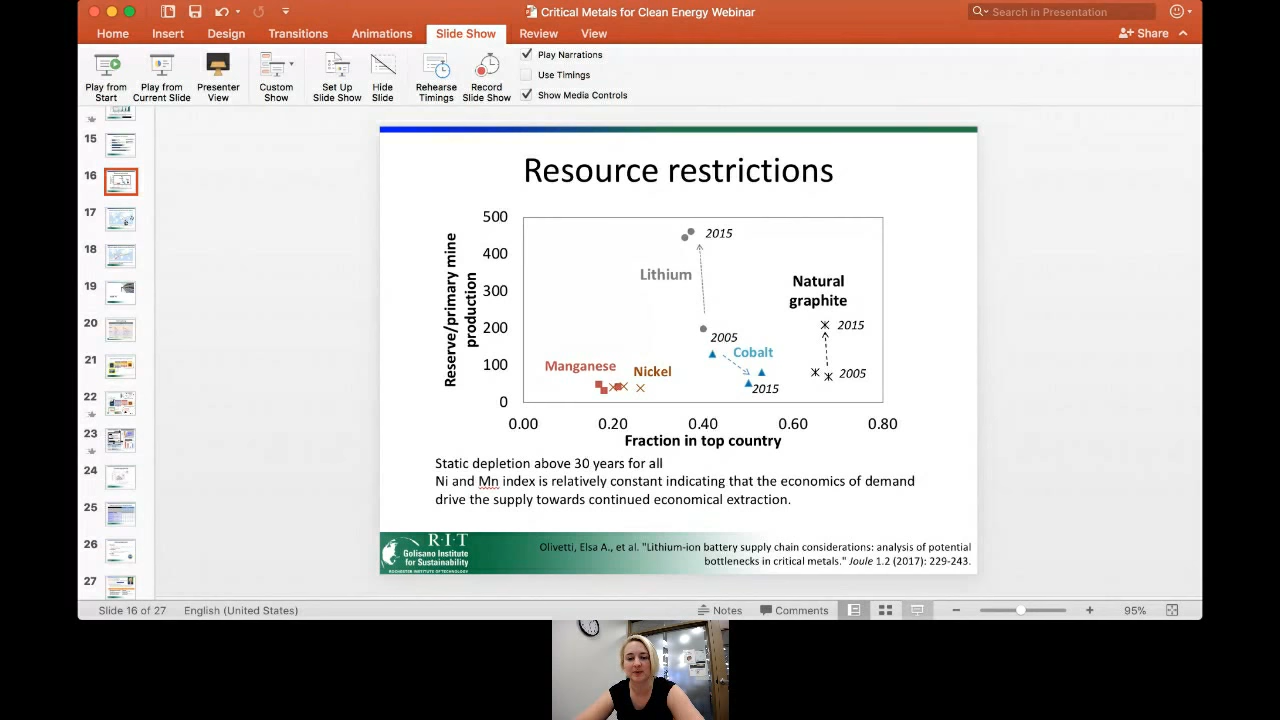 Critical Metals for Clean Energy Webinar
Search in Presentation
Home Insert Design Transitions Animations Slide Show Review View
Share
Play from Start
Play from Current Slide
Presenter View
Custom Show
Set Up Slide Show
Hide Slide
Rehearse Timings
Record Slide Show
Play Narrations
Use Timings
Show Media Controls
15
16
17
18
19
20
21
22
23
24
25
26
27
Resource restrictions
Reserve/primary mine
production
500
400
300
200
100
0
2015
Lithium
Natural
graphite
2015
2005
Cobalt
Manganese
Nickel
2005
2015
0.00 0.20 0.40 0.60 0.80
Fraction in top country
Static depletion above 30 years for all
Ni and Mn index is relatively constant indicating that the economics of demand
drive the supply towards continued economical extraction.
R·I·T
Golisano Institute
for Sustainability
ROCHESTER INSTITUTE OF TECHNOLOGY
Olivetti, Elsa A., et al. "Lithium-ion battery supply chain considerations: analysis of potential
bottlenecks in critical metals." Joule 1.2 (2017): 229-243.
Slide 16 of 27 English (United States)
Notes Comments 95%